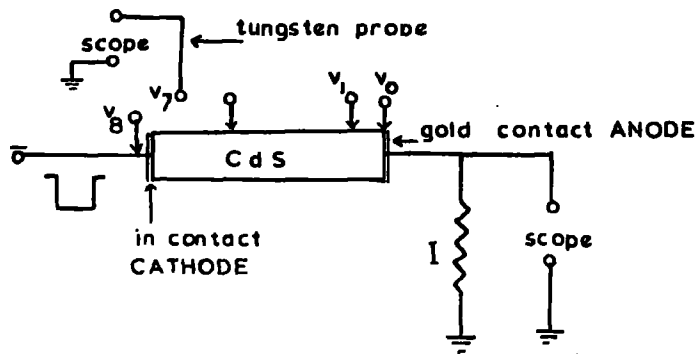 tungsten probe
scope
V7
V1
V0
V8
gold contact ANODE
CdS
in contact
CATHODE
I
scope